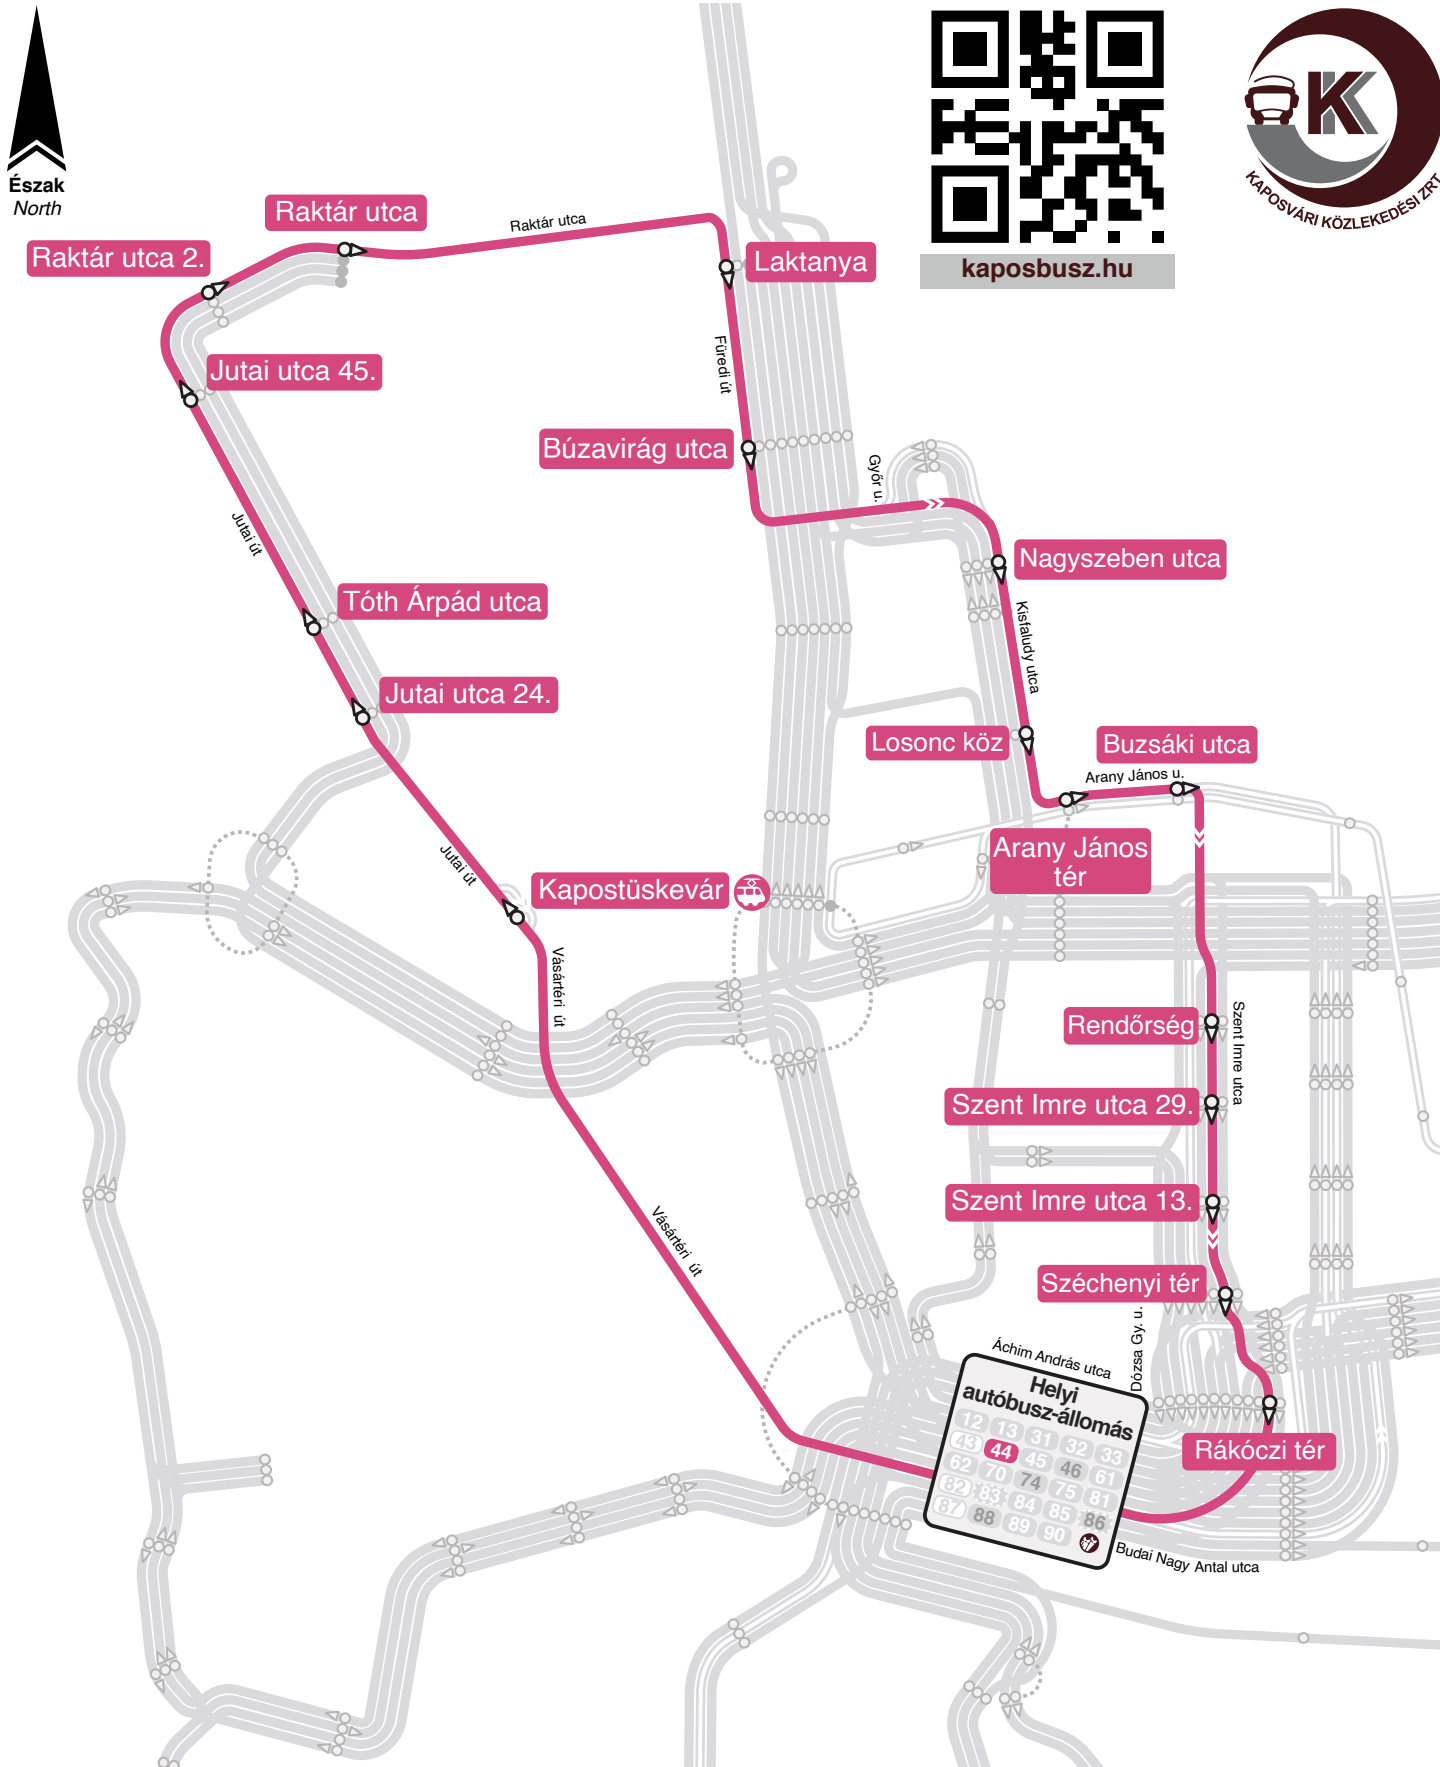 Észak
North
kaposbusz.hu
KK
KAPOSVÁRI KÖZLEKEDÉSI ZRT.
Raktár utca
Raktár utca 2.
Raktár utca
Laktanya
Füredi út
Jutai utca 45.
Búzavirág utca
Győr u.
Jutai út
Nagyszeben utca
Tóth Árpád utca
Kisfaludy utca
Jutai utca 24.
Losonc köz
Buzsáki utca
Arany János u.
Arany János
tér
Jutai út
Kapostüskevár
Vásártéri út
Rendőrség
Szent Imre utca
Szent Imre utca 29.
Szent Imre utca 13.
Vásártéri út
Széchenyi tér
Dózsa Gy. u.
Áchim András utca
Helyi
autóbusz-állomás
12 13 31 32 33
43 44 45 46 61
62 70 74 75 81
82 83 84 85 86
87 88 89 90
Rákóczi tér
Budai Nagy Antal utca